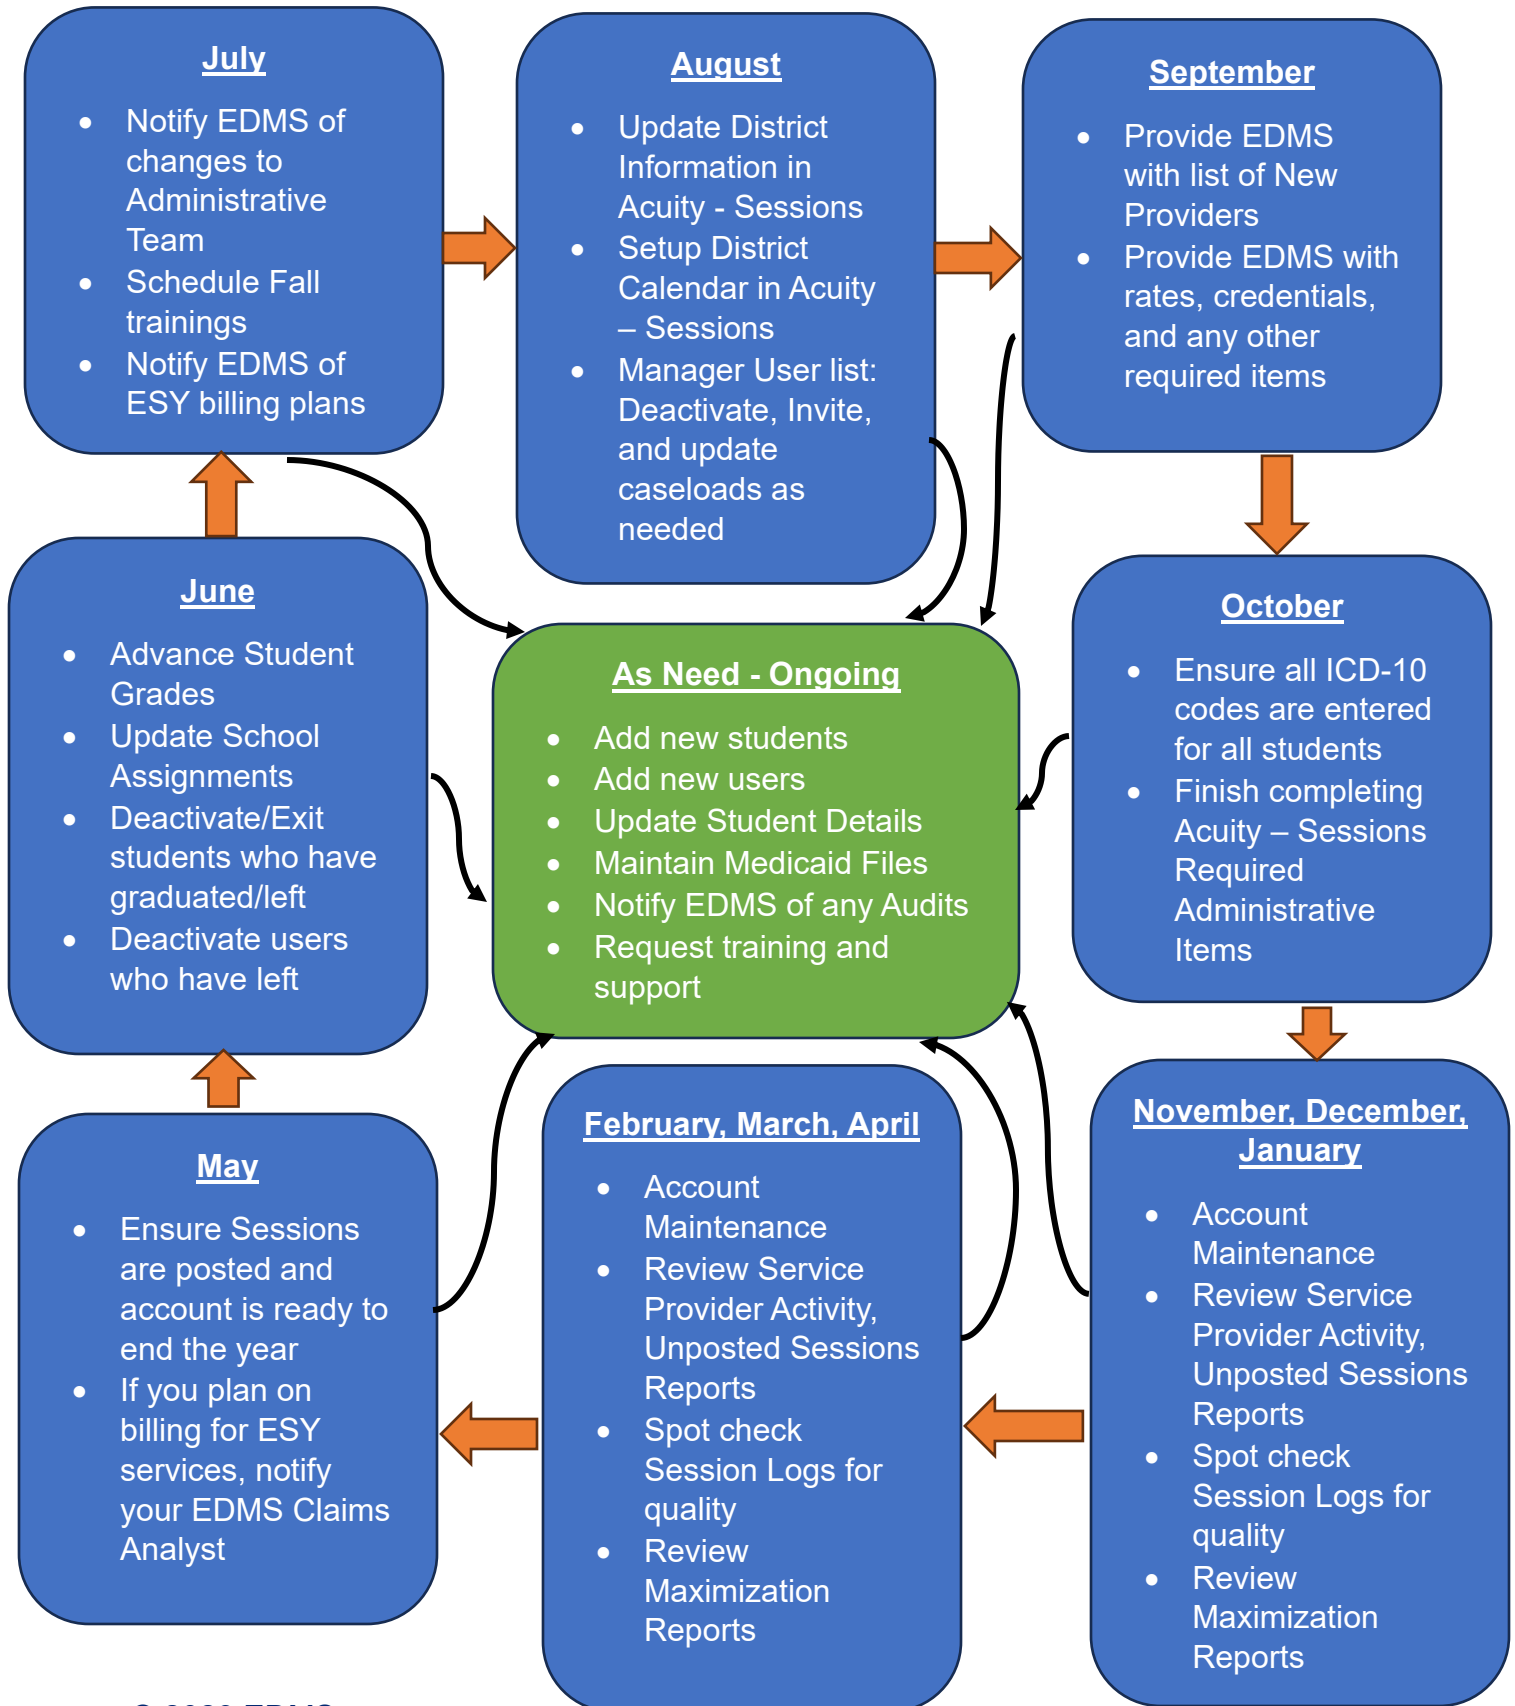 July
• Notify EDMS of
changes to
Administrative
Team
• Schedule Fall
trainings
• Notify EDMS of
ESY billing plans
August
• Update District
Information in
Acuity - Sessions
• Setup District
Calendar in Acuity
– Sessions
• Manager User list:
Deactivate, Invite,
and update
caseloads as
needed
September
• Provide EDMS
with list of New
Providers
• Provide EDMS with
rates, credentials,
and any other
required items
June
• Advance Student
Grades
• Update School
Assignments
• Deactivate/Exit
students who have
graduated/left
• Deactivate users
who have left
As Need - Ongoing
• Add new students
• Add new users
• Update Student Details
• Maintain Medicaid Files
• Notify EDMS of any Audits
• Request training and
support
October
• Ensure all ICD-10
codes are entered
for all students
• Finish completing
Acuity – Sessions
Required
Administrative
Items
May
• Ensure Sessions
are posted and
account is ready to
end the year
• If you plan on
billing for ESY
services, notify
your EDMS Claims
Analyst
February, March, April
• Account
Maintenance
• Review Service
Provider Activity,
Unposted Sessions
Reports
• Spot check
Session Logs for
quality
• Review
Maximization
Reports
November, December,
January
• Account
Maintenance
• Review Service
Provider Activity,
Unposted Sessions
Reports
• Spot check
Session Logs for
quality
• Review
Maximization
Reports